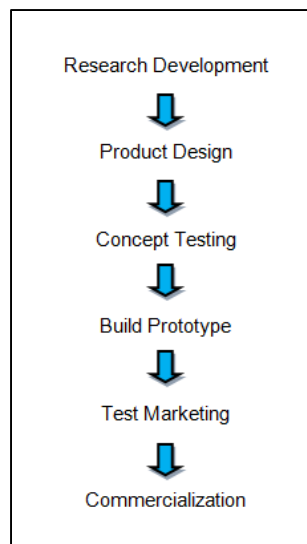 Research Development
Product Design
Concept Testing
Build Prototype
Test Marketing
Commercialization